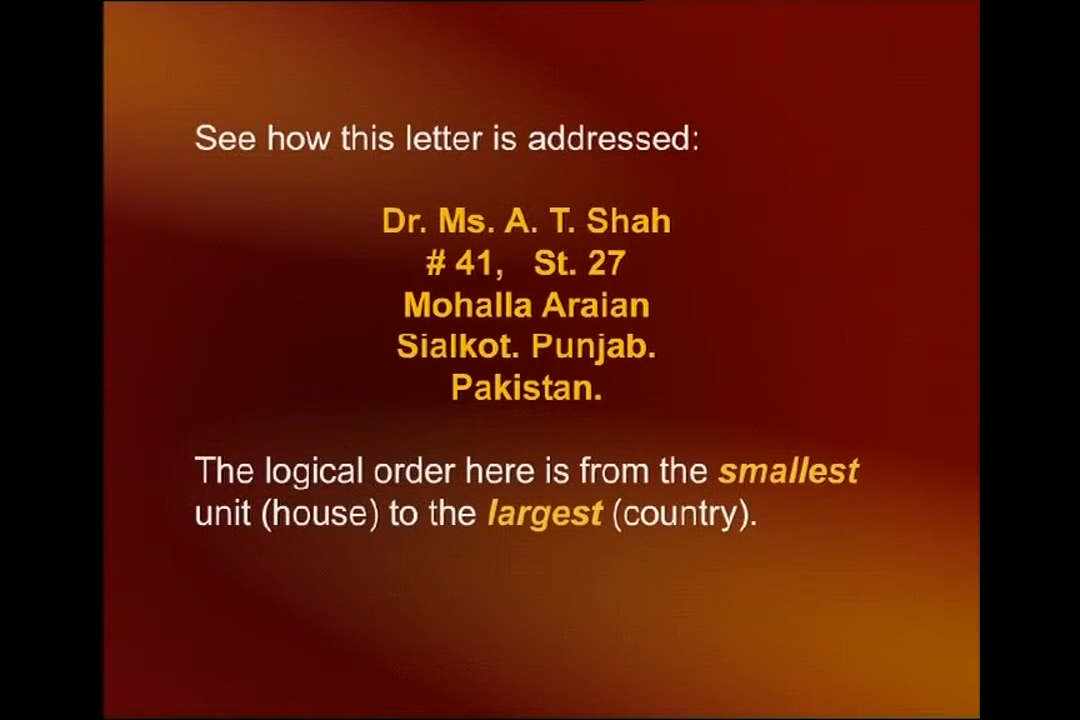 See how this letter is addressed:
Dr. Ms. A. T. Shah
# 41, St. 27
Mohalla Araian
Sialkot. Punjab.
Pakistan.
The logical order here is from the smallest
unit (house) to the largest (country).